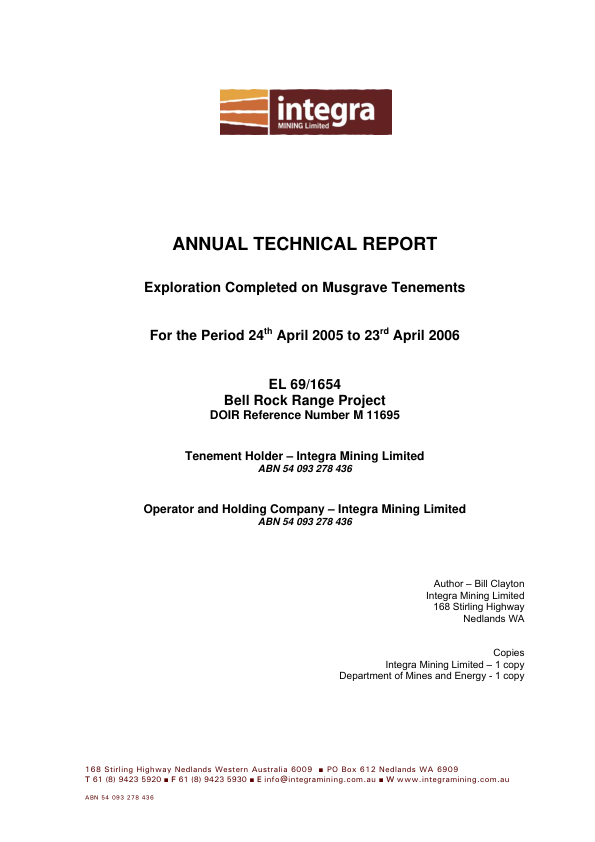 integra
MINING Limited
ANNUAL TECHNICAL REPORT
Exploration Completed on Musgrave Tenements
For the Period 24th April 2005 to 23rd April 2006
EL 69/1654
Bell Rock Range Project
DOIR Reference Number M 11695
Tenement Holder – Integra Mining Limited
ABN 54 093 278 436
Operator and Holding Company – Integra Mining Limited
ABN 54 093 278 436
Author – Bill Clayton
Integra Mining Limited
168 Stirling Highway
Nedlands WA
Copies
Integra Mining Limited – 1 copy
Department of Mines and Energy - 1 copy
168 Stirling Highway Nedlands Western Australia 6009 ■ PO Box 612 Nedlands WA 6909
T 61 (8) 9423 5920 ■ F 61 (8) 9423 5930 ■ E info@integramining.com.au ■ W www.integramining.com.au
ABN 54 093 278 436